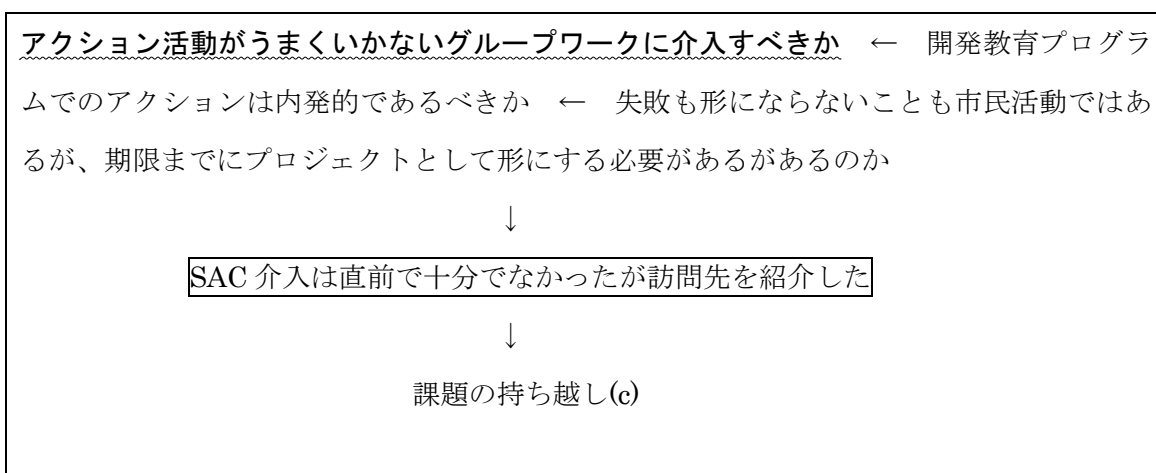 アクション活動がうまくいかないグループワークに介入すべきか ← 開発教育プログラ
ムでのアクションは内発的であるべきか ← 失敗も形にならないことも市民活動ではあ
るが、期限までにプロジェクトとして形にする必要があるがあるのか
↓
SAC 介入は直前で十分でなかったが訪問先を紹介した
↓
課題の持ち越し(c)